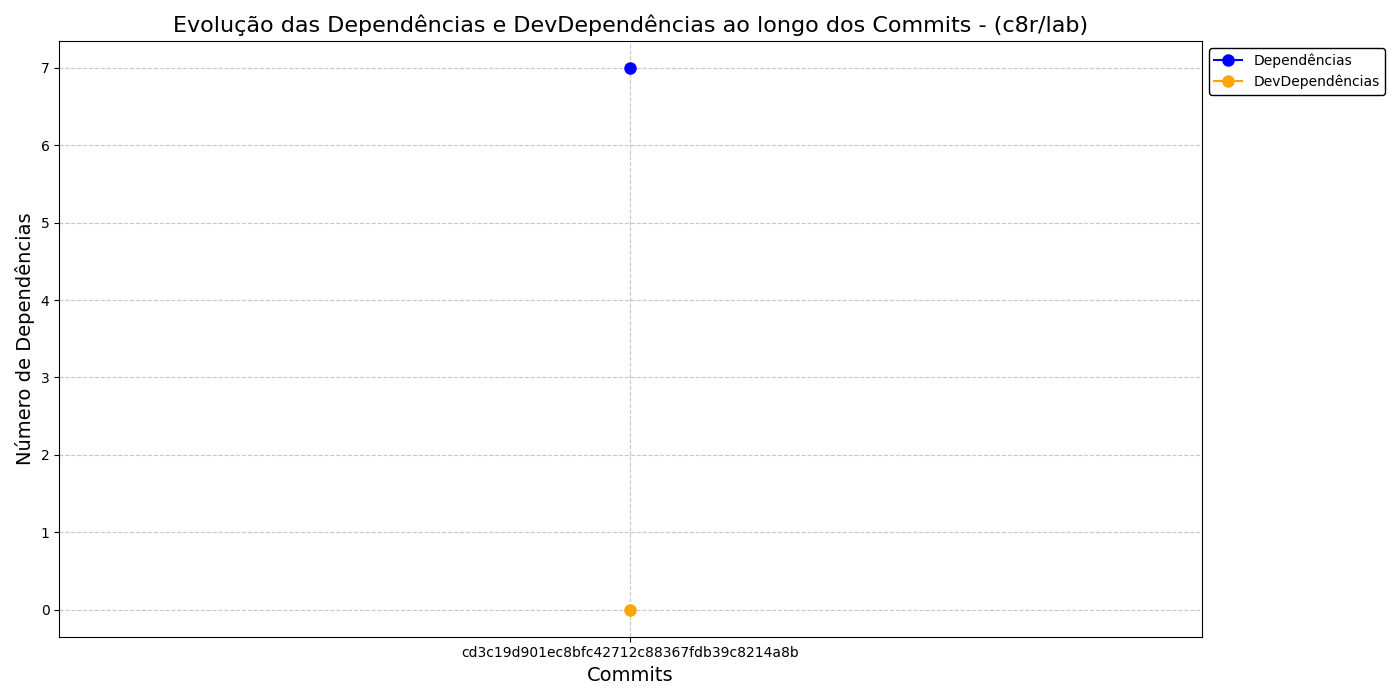 Evolução das Dependências e DevDependências ao longo dos Commits - (c8r/lab)
Dependências
DevDependências
Número de Dependências
7
6
5
4
3
2
1
0
cd3c19d901ec8bfc42712c88367fdb39c8214a8b
Commits